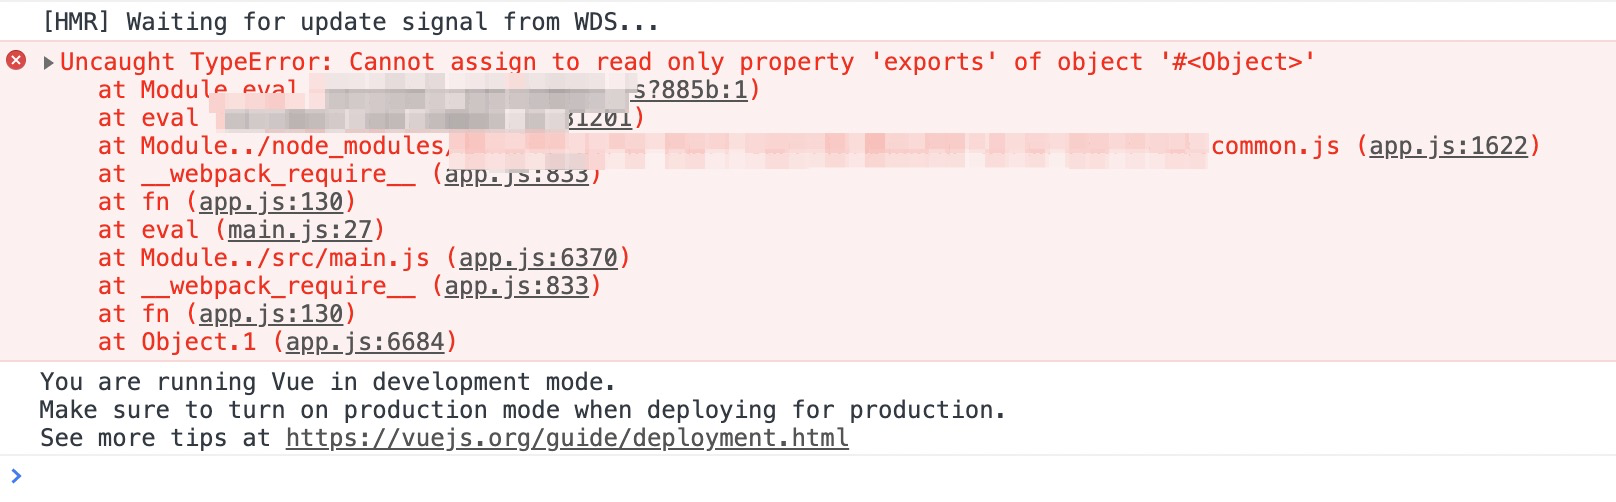 [HMR] Waiting for update signal from WDS...
Uncaught TypeError: Cannot assign to read only property 'exports' of object '#<Object>'
at Module.eval s?885b:1)
at eval 31201)
at Module../node_modules/ common.js (app.js:1622)
at __webpack_require__ (app.js:833)
at fn (app.js:130)
at eval (main.js:27)
at Module../src/main.js (app.js:6370)
at __webpack_require__ (app.js:833)
at fn (app.js:130)
at Object.1 (app.js:6684)
You are running Vue in development mode.
Make sure to turn on production mode when deploying for production.
See more tips at https://vuejs.org/guide/deployment.html